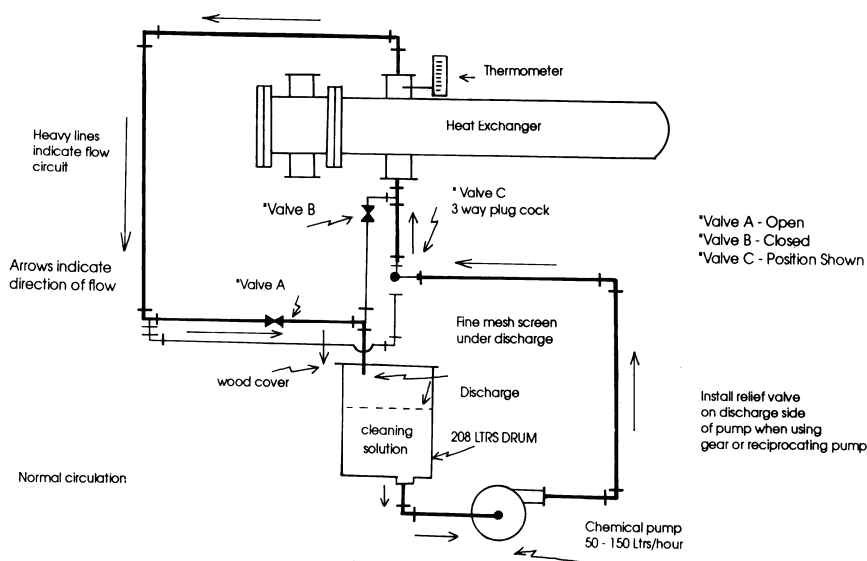 Thermometer
Heat Exchanger
Heavy lines
indicate flow
circuit
"Valve B
"Valve C
3 way plug cock
"Valve A - Open
"Valve B - Closed
"Valve C - Position Shown
Arrows indicate
direction of flow
"Valve A
Fine mesh screen
under discharge
wood cover
Discharge
Install relief valve
on discharge side
of pump when using
gear or reciprocating pump
cleaning
solution
208 LTRS DRUM
Normal circulation
Chemical pump
50 - 150 Ltrs/hour